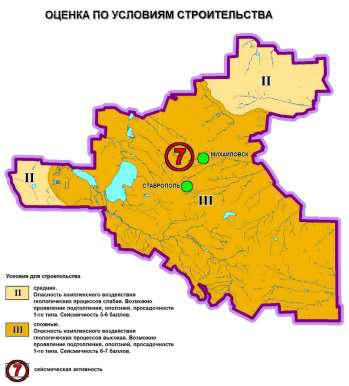 ОЦЕНКА ПО УСЛОВИЯМ СТРОИТЕЛЬСТВА
II
7
МИХАЙЛОВСК
II
СТАВРОПОЛЬ
III
Условия для строительства
II
средние.
Опасность комплексного воздействия
геологических процессов слабая. Возможно
проявление подтопления, оползней, просадочности
1-го типа. Сейсмичность 5-6 баллов.
III
сложные.
Опасность комплексного воздействия
геологических процессов высокая. Возможно
проявление подтопления, оползней, просадочности
1-го типа. Сейсмичность 6-7 баллов.
7
сейсмическая активность